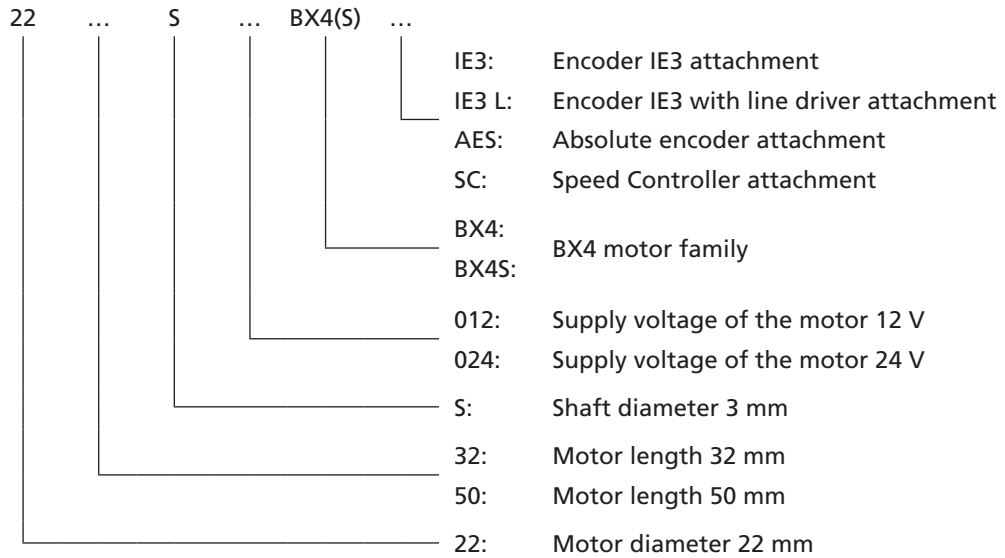 22 … S … BX4(S) …
IE3: Encoder IE3 attachment
IE3 L: Encoder IE3 with line driver attachment
AES: Absolute encoder attachment
SC: Speed Controller attachment
BX4:
BX4 motor family
BX4S:
012: Supply voltage of the motor 12 V
024: Supply voltage of the motor 24 V
S: Shaft diameter 3 mm
32: Motor length 32 mm
50: Motor length 50 mm
22: Motor diameter 22 mm